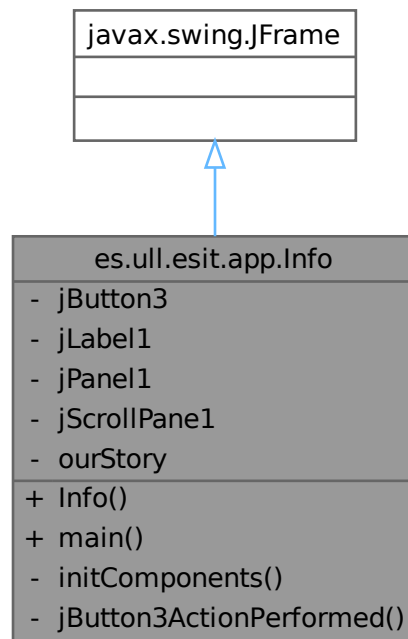 javax.swing.JFrame
es.ull.esit.app.Info
- jButton3
- jLabel1
- jPanel1
- jScrollPane1
- ourStory
+ Info()
+ main()
- initComponents()
- jButton3ActionPerformed()